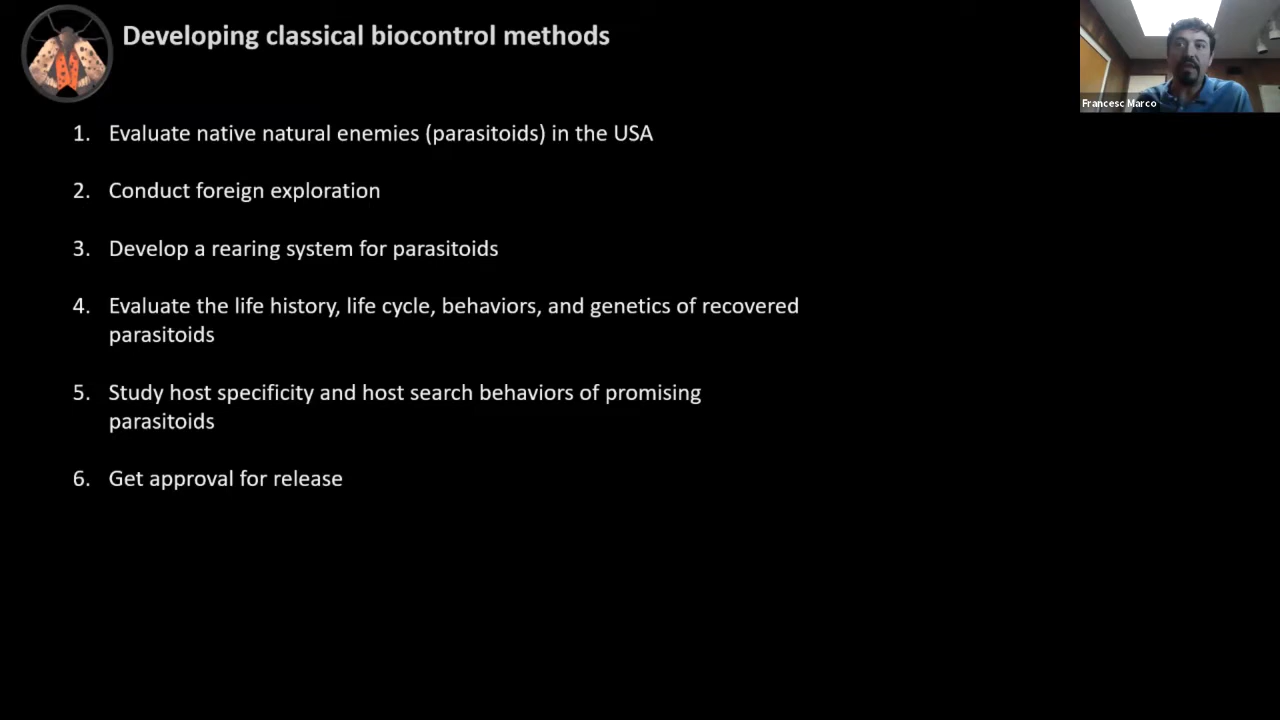 Developing classical biocontrol methods
Francesc Marco
1. Evaluate native natural enemies (parasitoids) in the USA
2. Conduct foreign exploration
3. Develop a rearing system for parasitoids
4. Evaluate the life history, life cycle, behaviors, and genetics of recovered
parasitoids
5. Study host specificity and host search behaviors of promising
parasitoids
6. Get approval for release